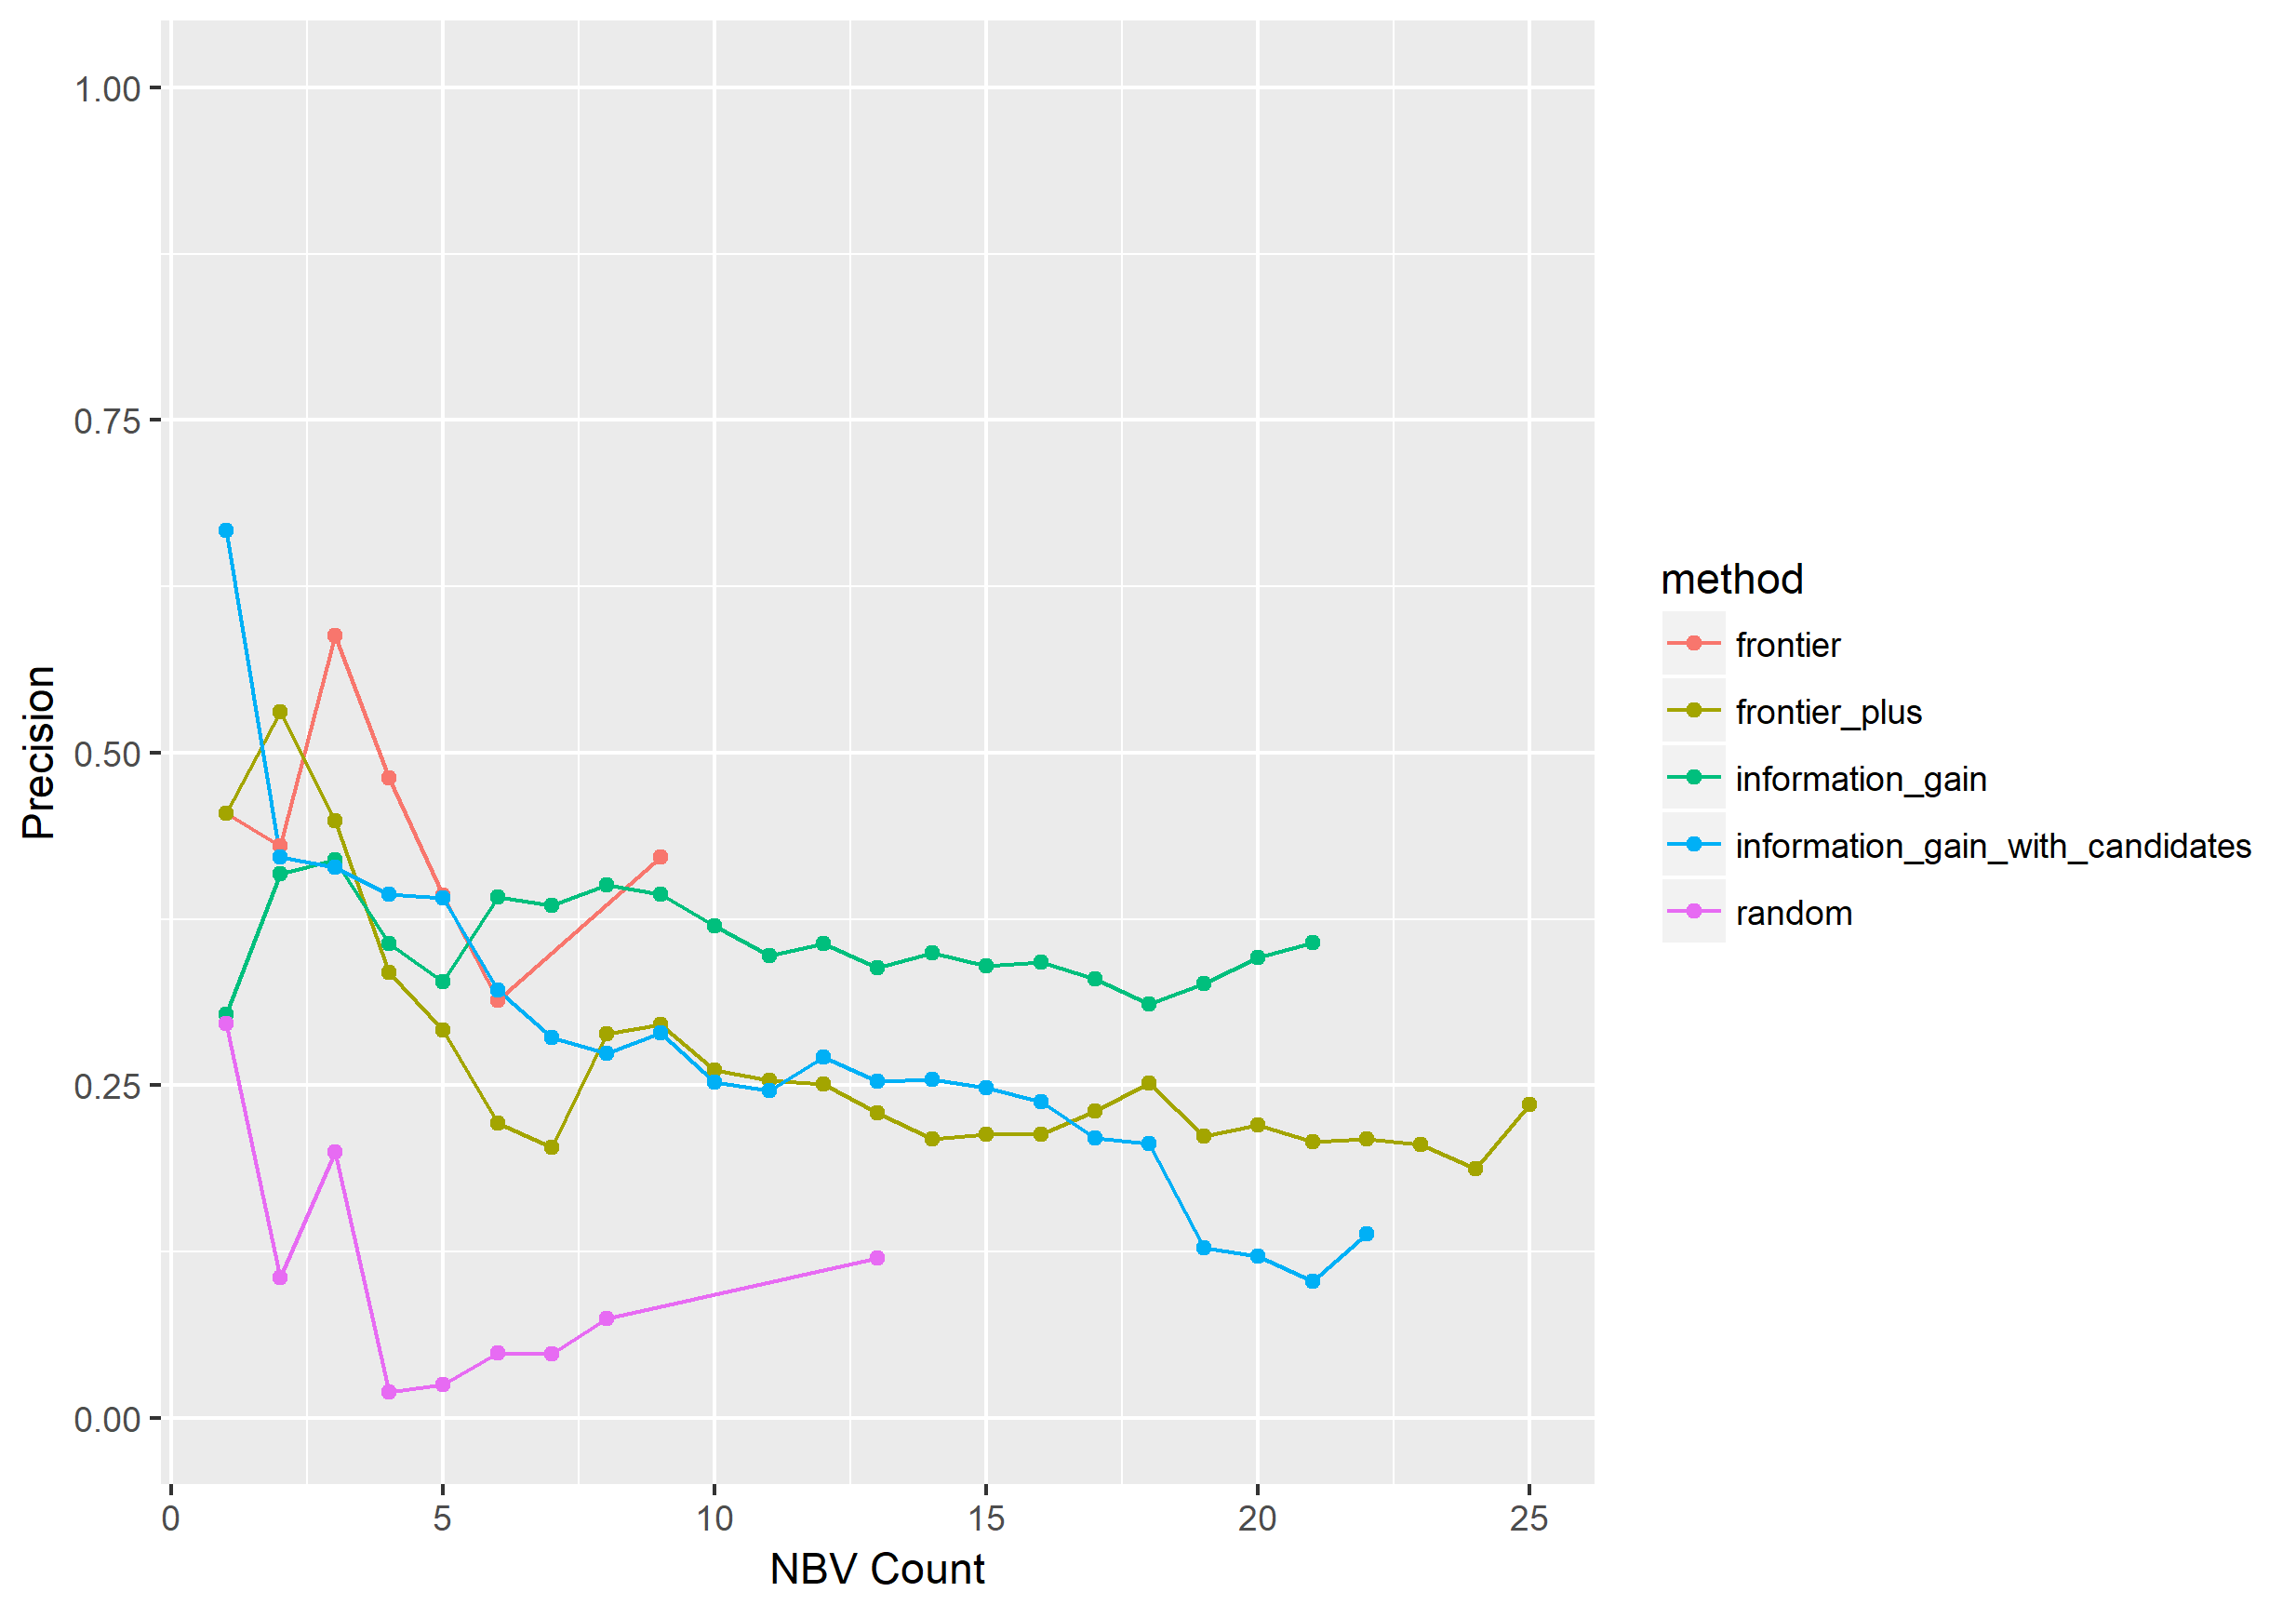 1.00
0.75
0.50
0.25
0.00
Precision
0 5 10 15 20 25
NBV Count
method
frontier
frontier_plus
information_gain
information_gain_with_candidates
random